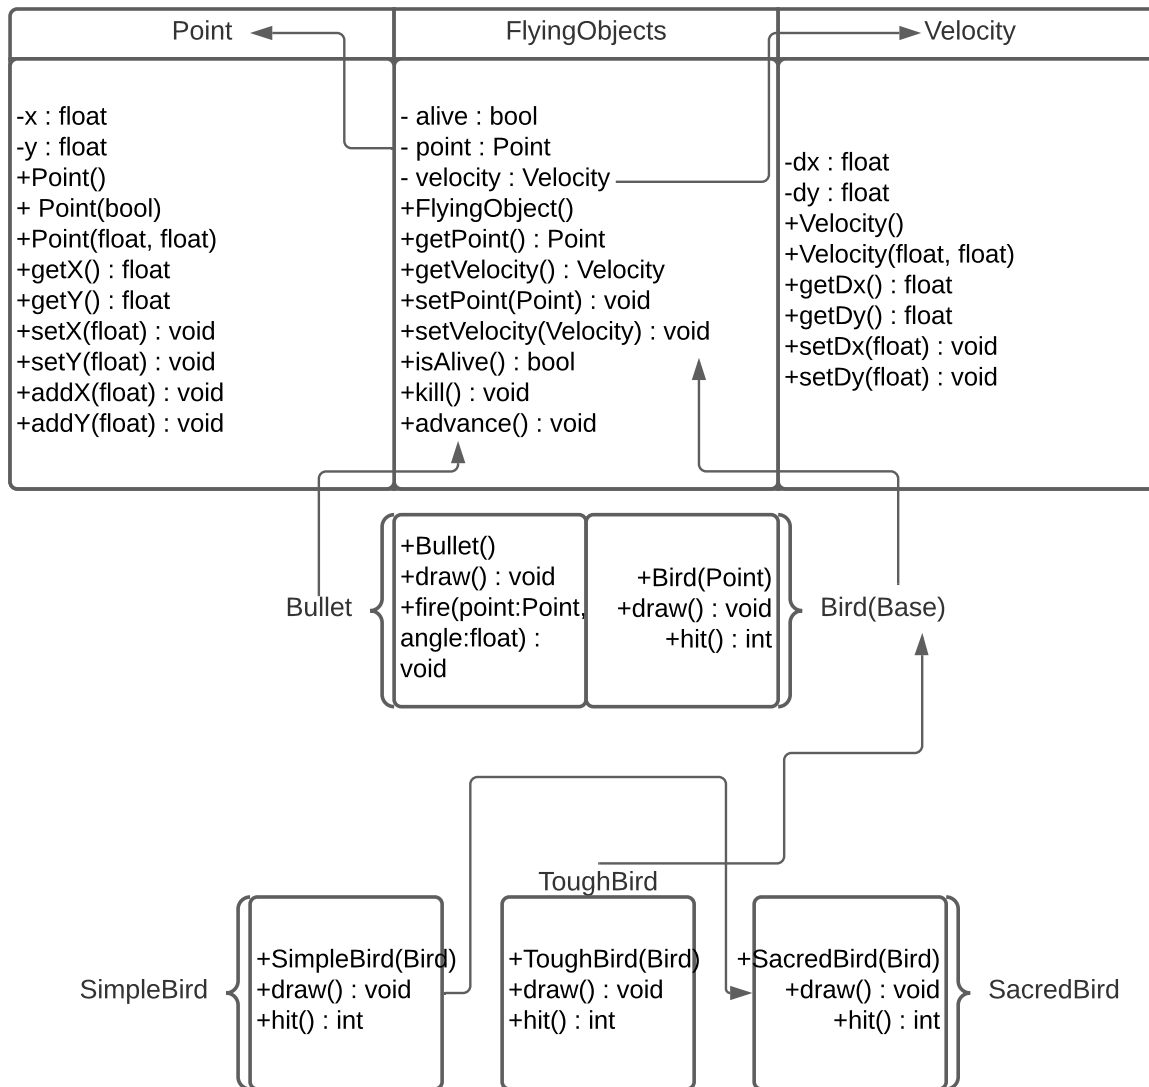 Point
FlyingObjects
Velocity
-x : float
-y : float
+Point()
+ Point(bool)
+Point(float, float)
+getX() : float
+getY() : float
+setX(float) : void
+setY(float) : void
+addX(float) : void
+addY(float) : void
- alive : bool
- point : Point
- velocity : Velocity
+FlyingObject()
+getPoint() : Point
+getVelocity() : Velocity
+setPoint(Point) : void
+setVelocity(Velocity) : void
+isAlive() : bool
+kill() : void
+advance() : void
-dx : float
-dy : float
+Velocity()
+Velocity(float, float)
+getDx() : float
+getDy() : float
+setDx(float) : void
+setDy(float) : void
Bullet
+Bullet()
+draw() : void
+fire(point:Point,
angle:float) :
void
+Bird(Point)
+draw() : void
+hit() : int
Bird(Base)
ToughBird
SimpleBird
+SimpleBird(Bird)
+draw() : void
+hit() : int
+ToughBird(Bird)
+draw() : void
+hit() : int
+SacredBird(Bird)
+draw() : void
+hit() : int
SacredBird